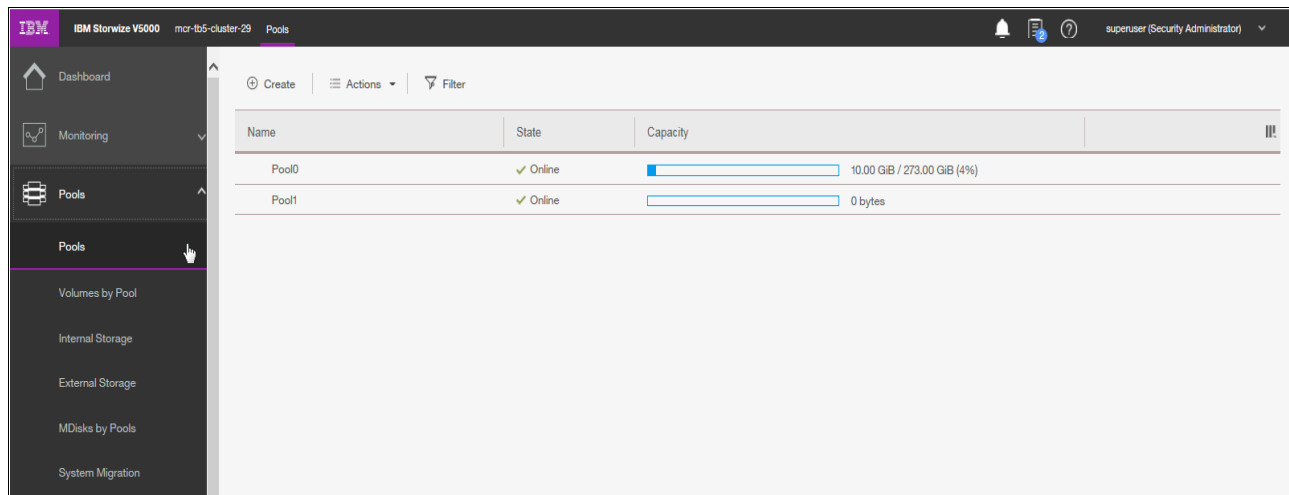 IBM IBM Storwize V5000 mcr-tb5-cluster-29 Pools 2 ? superuser (Security Administrator)
Dashboard
Create Actions Filter
Monitoring
Name State Capacity
Pool0 Online 10.00 GiB / 273.00 GiB (4%)
Pools
Pool1 Online 0 bytes
Pools
Volumes by Pool
Internal Storage
External Storage
MDisks by Pools
System Migration